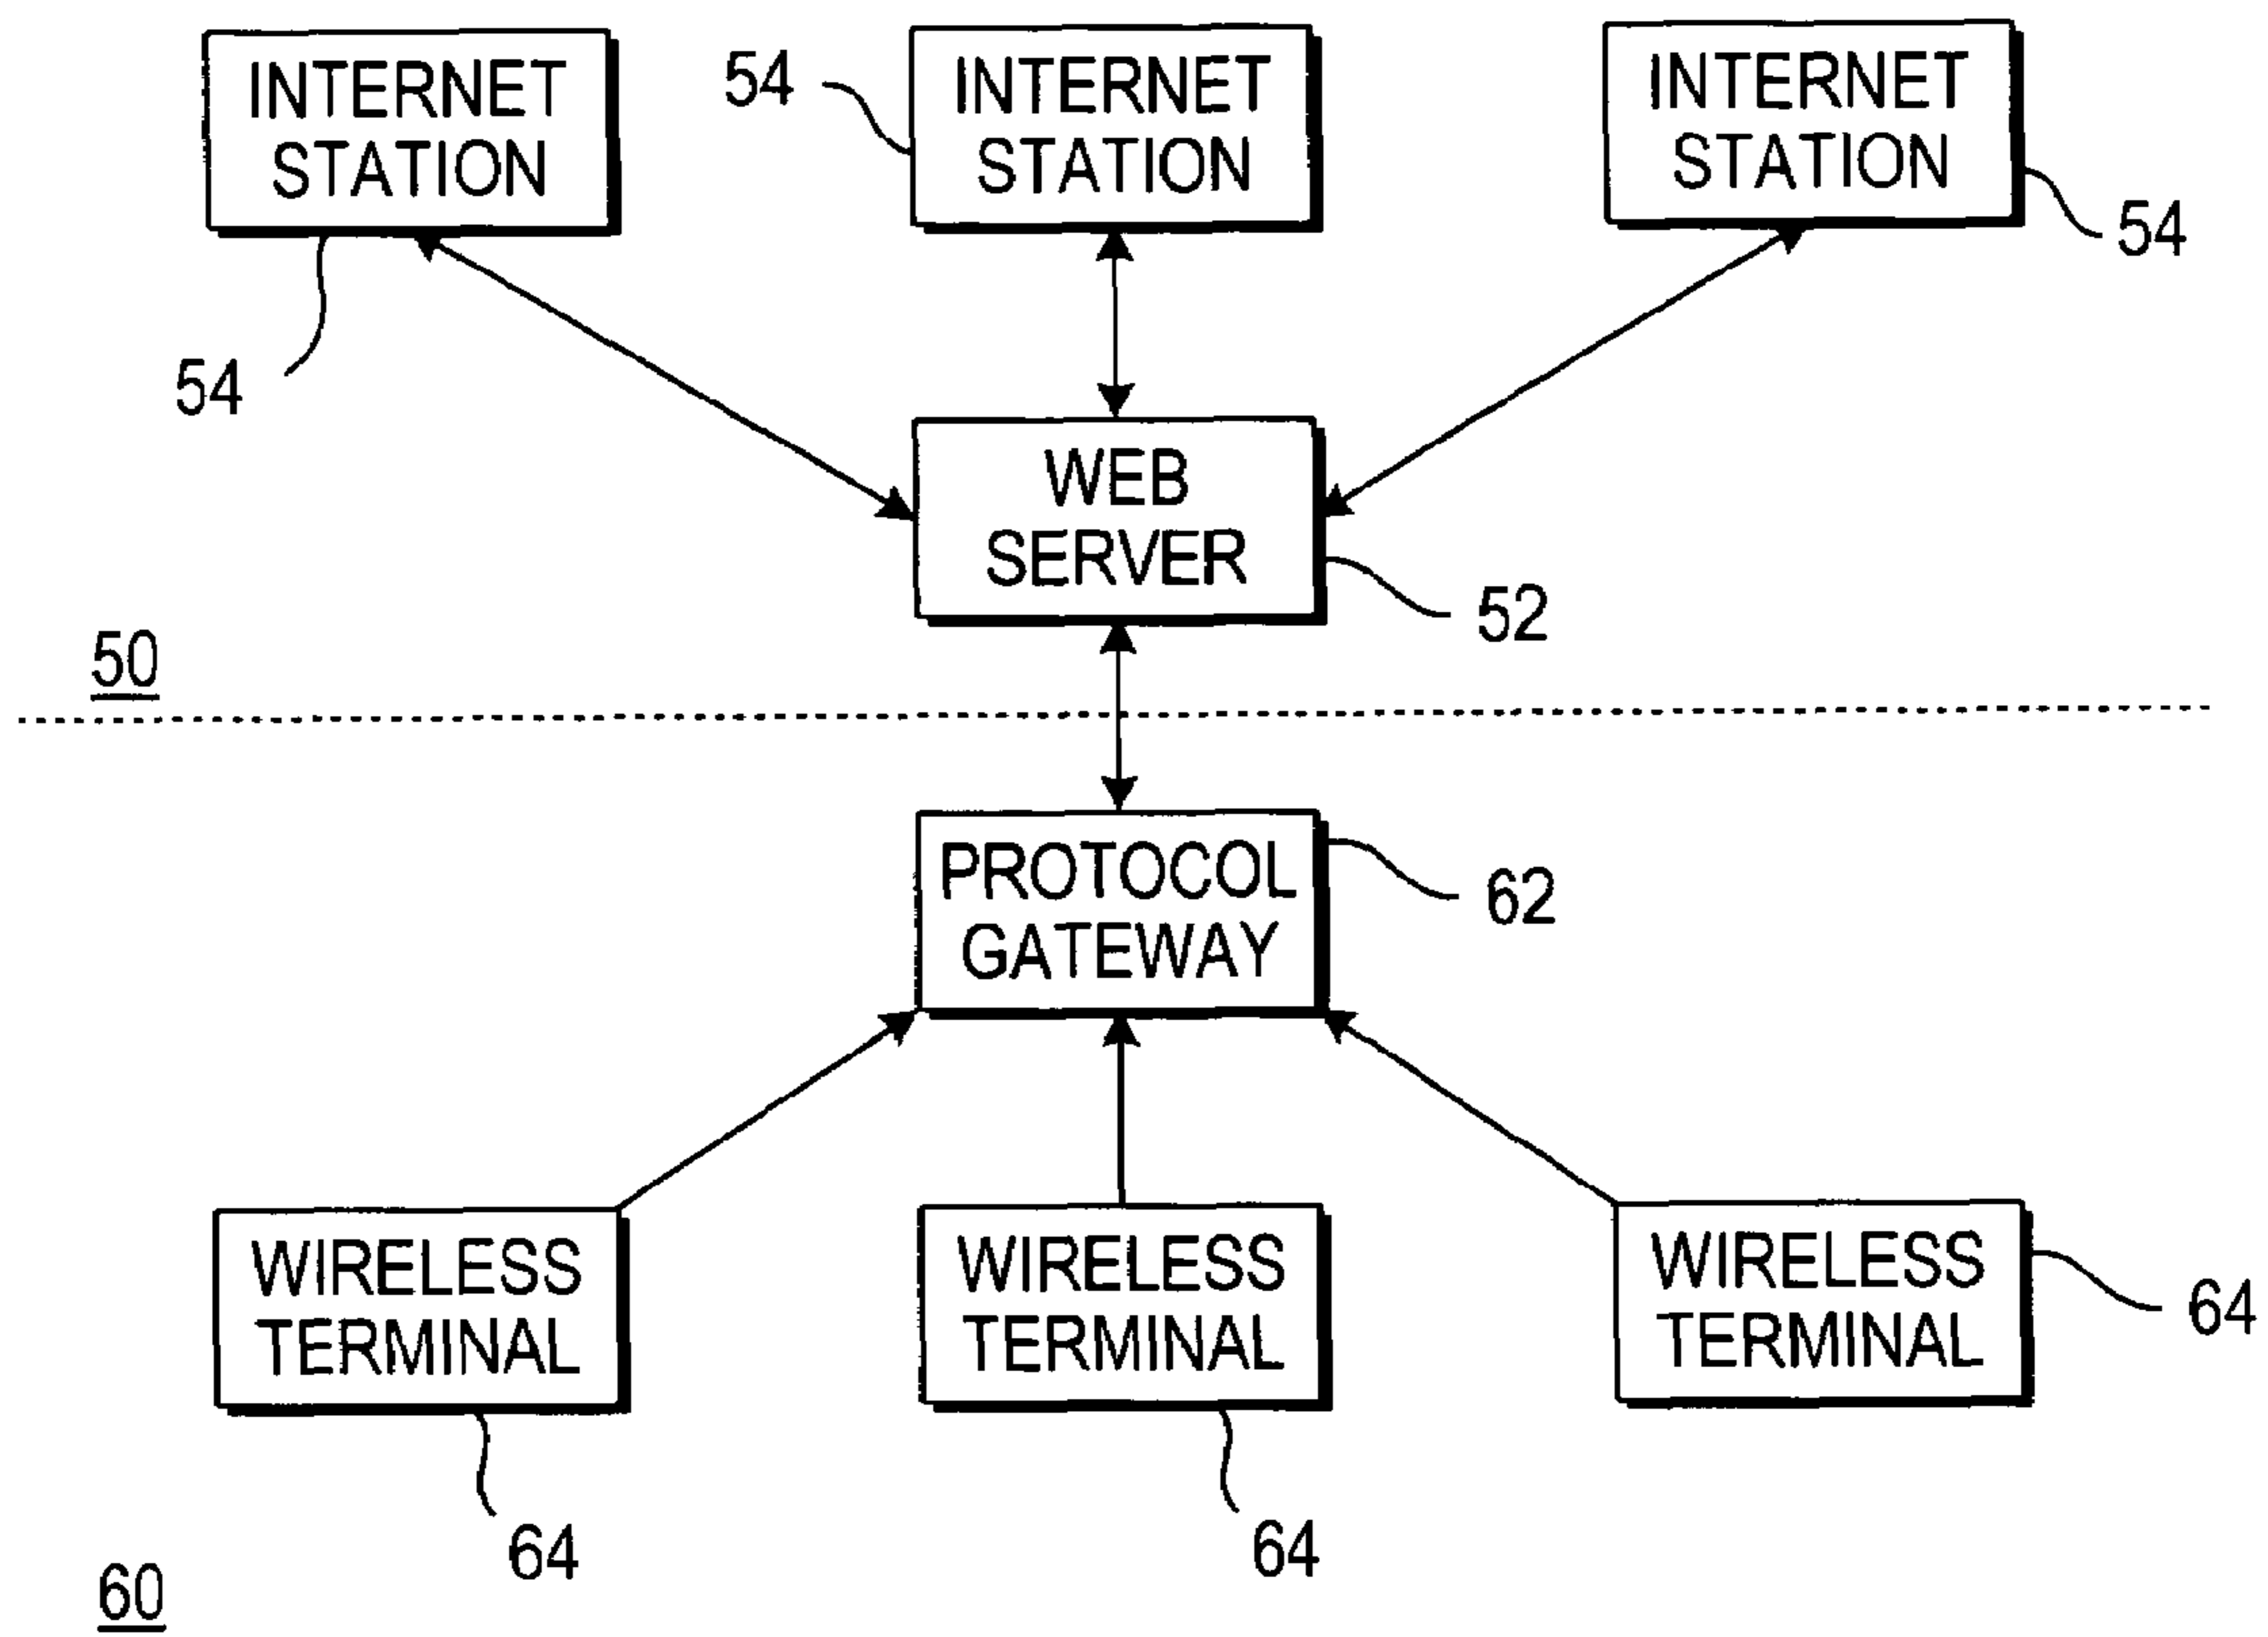 INTERNET
STATION
54
INTERNET
STATION
INTERNET
STATION
54
54
WEB
SERVER
52
50
PROTOCOL
GATEWAY
62
WIRELESS
TERMINAL
WIRELESS
TERMINAL
WIRELESS
TERMINAL
64
64
64
60